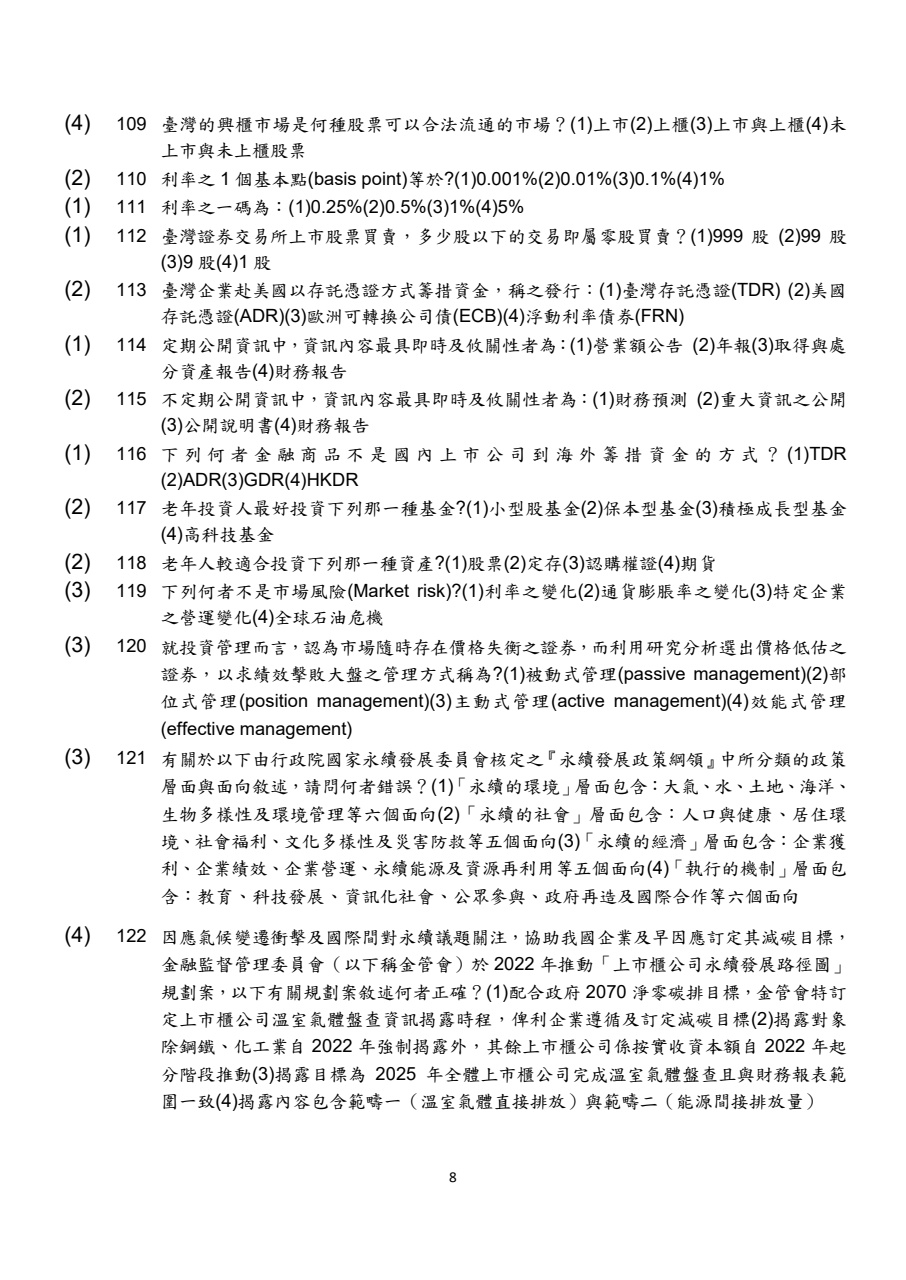 (4) 109 臺灣的興櫃市場是何種股票可以合法流通的市場？(1)上市(2)上櫃(3)上市與上櫃(4)未
上市與未上櫃股票
(2) 110 利率之 1 個基本點(basis point)等於?(1)0.001%(2)0.01%(3)0.1%(4)1%
(1) 111 利率之一碼為：(1)0.25%(2)0.5%(3)1%(4)5%
(1) 112 臺灣證券交易所上市股票買賣，多少股以下的交易即屬零股買賣？(1)999 股 (2)99 股
(3)9 股(4)1 股
(2) 113 臺灣企業赴美國以存託憑證方式籌措資金，稱之發行：(1)臺灣存託憑證(TDR) (2)美國
存託憑證(ADR)(3)歐洲可轉換公司債(ECB)(4)浮動利率債券(FRN)
(1) 114 定期公開資訊中，資訊內容最具即時及攸關性者為：(1)營業額公告 (2)年報(3)取得與處
分資產報告(4)財務報告
(2) 115 不定期公開資訊中，資訊內容最具即時及攸關性者為：(1)財務預測 (2)重大資訊之公開
(3)公開說明書(4)財務報告
(1) 116 下列何者金融商品不是國內上市公司到海外籌措資金的方式？(1)TDR
(2)ADR(3)GDR(4)HKDR
(2) 117 老年投資人最好投資下列那一種基金?(1)小型股基金(2)保本型基金(3)積極成長型基金
(4)高科技基金
(2) 118 老年人較適合投資下列那一種資產?(1)股票(2)定存(3)認購權證(4)期貨
(3) 119 下列何者不是市場風險(Market risk)?(1)利率之變化(2)通貨膨脹率之變化(3)特定企業
之營運變化(4)全球石油危機
(3) 120 就投資管理而言，認為市場隨時存在價格失衡之證券，而利用研究分析選出價格低估之
證券，以求績效擊敗大盤之管理方式稱為?(1)被動式管理(passive management)(2)部
位式管理(position management)(3)主動式管理(active management)(4)效能式管理
(effective management)
(3) 121 有關於以下由行政院國家永續發展委員會核定之『永續發展政策綱領』中所分類的政策
層面與面向敘述，請問何者錯誤？(1)「永續的環境」層面包含：大氣、水、土地、海洋、
生物多樣性及環境管理等六個面向(2)「永續的社會」層面包含：人口與健康、居住環
境、社會福利、文化多樣性及災害防救等五個面向(3)「永續的經濟」層面包含：企業獲
利、企業績效、企業營運、永續能源及資源再利用等五個面向(4)「執行的機制」層面包
含：教育、科技發展、資訊化社會、公眾參與、政府再造及國際合作等六個面向
(4) 122 因應氣候變遷衝擊及國際間對永續議題關注，協助我國企業及早因應訂定其減碳目標，
金融監督管理委員會（以下稱金管會）於 2022 年推動「上市櫃公司永續發展路徑圖」
規劃案，以下有關規劃案敘述何者正確？(1)配合政府 2070 淨零碳排目標，金管會特訂
定上市櫃公司溫室氣體盤查資訊揭露時程，俾利企業遵循及訂定減碳目標(2)揭露對象
除鋼鐵、化工業自 2022 年強制揭露外，其餘上市櫃公司係按實收資本額自 2022 年起
分階段推動(3)揭露目標為 2025 年全體上市櫃公司完成溫室氣體盤查且與財務報表範
圍一致(4)揭露內容包含範疇一（溫室氣體直接排放）與範疇二（能源間接排放量）
8